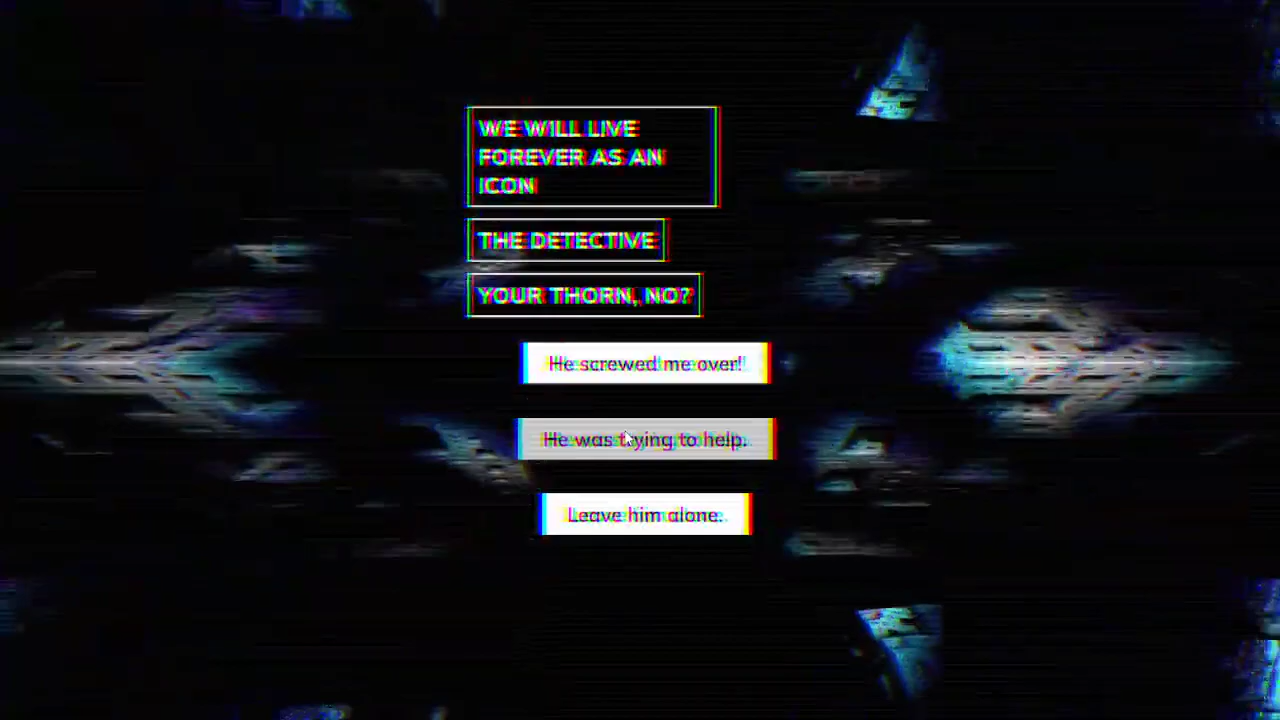 WE WILL LIVE
FOREVER AS AN
ICON
THE DETECTIVE
YOUR THORN, NO?
He screwed me over!
He was trying to help.
Leave him alone.